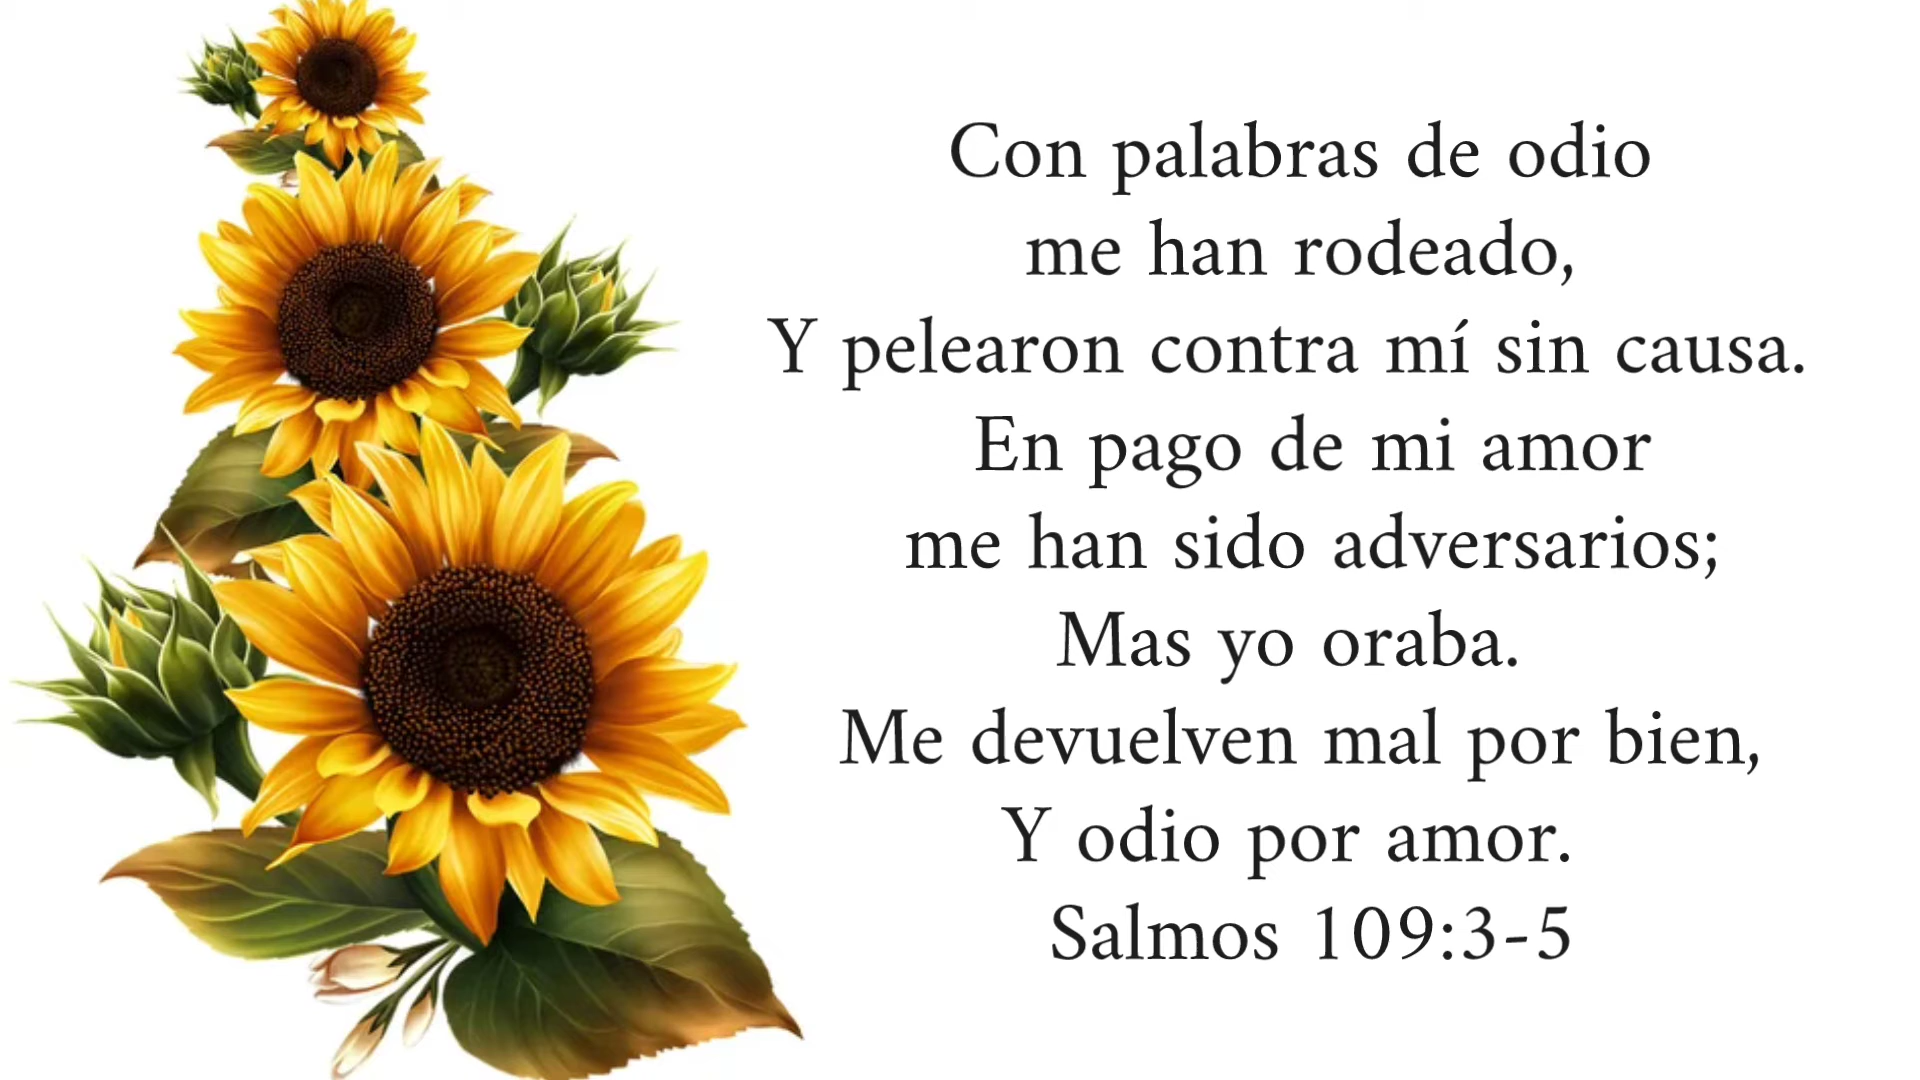 Con palabras de odio
me han rodeado,
Y pelearon contra mí sin causa.
En pago de mi amor
me han sido adversarios;
Mas yo oraba.
Me devuelven mal por bien,
Y odio por amor.
Salmos 109:3-5